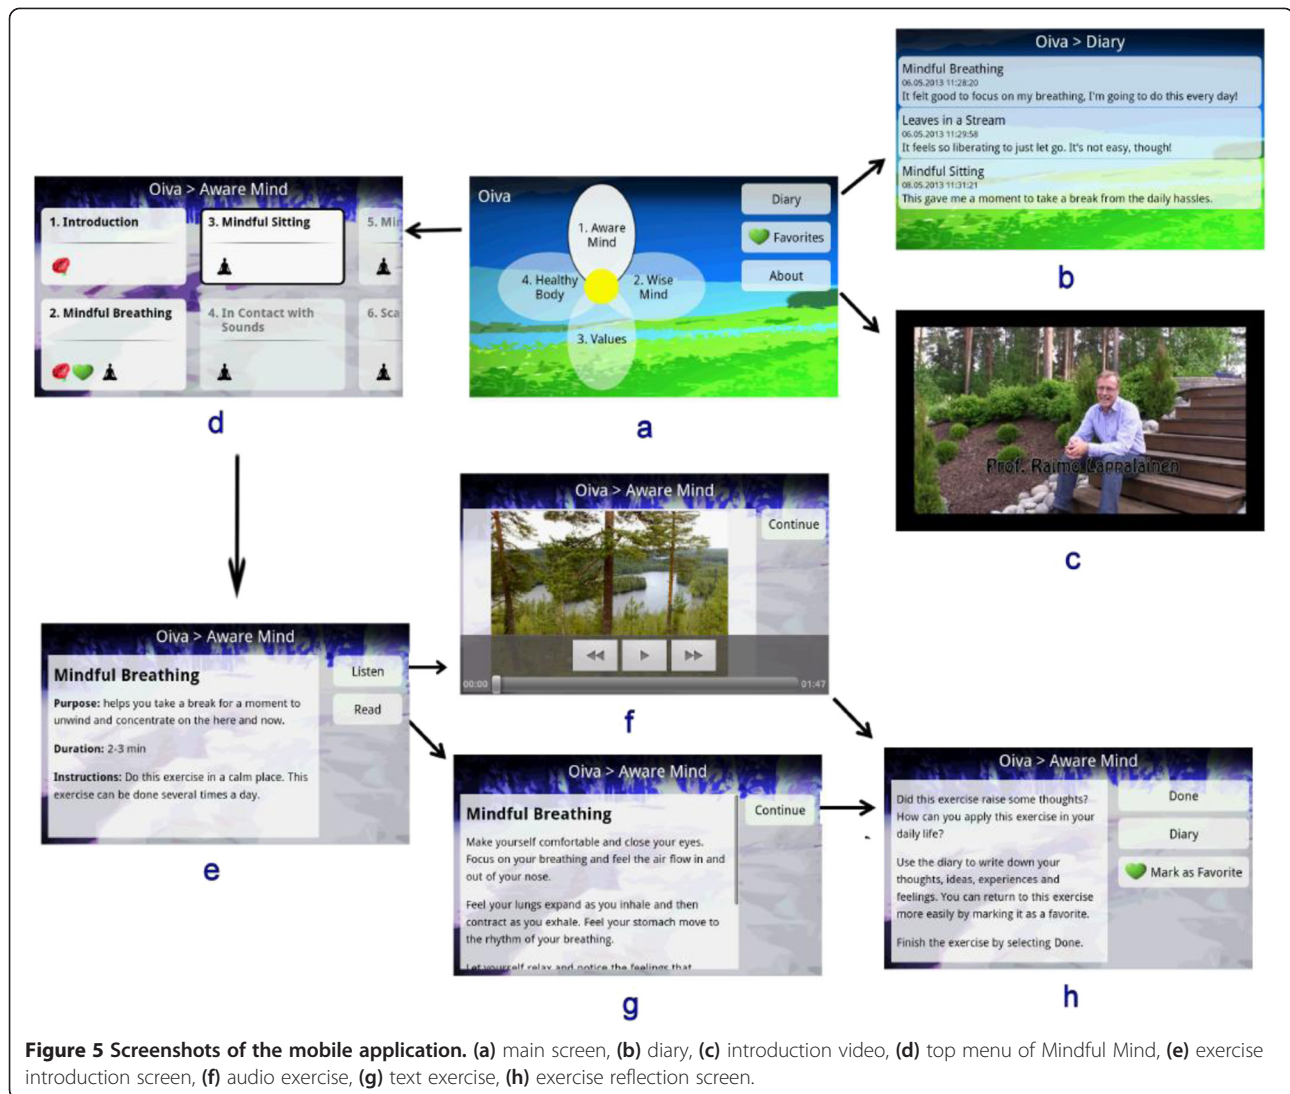 Oiva > Diary
Mindful Breathing
06.05.2013 11:28:20
It felt good to focus on my breathing, I'm going to do this every day!
Leaves in a Stream
06.05.2013 11:29:58
It feels so liberating to just let go. It's not easy, though!
Mindful Sitting
08.05.2013 11:31:21
This gave me a moment to take a break from the daily hassles.
b
Oiva > Aware Mind
1. Introduction
3. Mindful Sitting
5. Min
2. Mindful Breathing
4. In Contact with
Sounds
6. Sca
d
Oiva
1. Aware
Mind
4. Healthy
Body
2. Wise
Mind
3. Values
Diary
Favorites
About
a
Prof. Raimo Lappalainen
c
Oiva > Aware Mind
Continue
00:00
01:47
f
Oiva > Aware Mind
Mindful Breathing
Purpose: helps you take a break for a moment to
unwind and concentrate on the here and now.
Duration: 2-3 min
Instructions: Do this exercise in a calm place. This
exercise can be done several times a day.
Listen
Read
e
Oiva > Aware Mind
Mindful Breathing
Make yourself comfortable and close your eyes.
Focus on your breathing and feel the air flow in and
out of your nose.
Feel your lungs expand as you inhale and then
contract as you exhale. Feel your stomach move to
the rhythm of your breathing.
Let yourself relax and notice the feelings that
Continue
g
Oiva > Aware Mind
Did this exercise raise some thoughts?
How can you apply this exercise in your
daily life?
Use the diary to write down your
thoughts, ideas, experiences and
feelings. You can return to this exercise
more easily by marking it as a favorite.
Finish the exercise by selecting Done.
Done
Diary
Mark as Favorite
h
Figure 5 Screenshots of the mobile application. (a) main screen, (b) diary, (c) introduction video, (d) top menu of Mindful Mind, (e) exercise
introduction screen, (f) audio exercise, (g) text exercise, (h) exercise reflection screen.